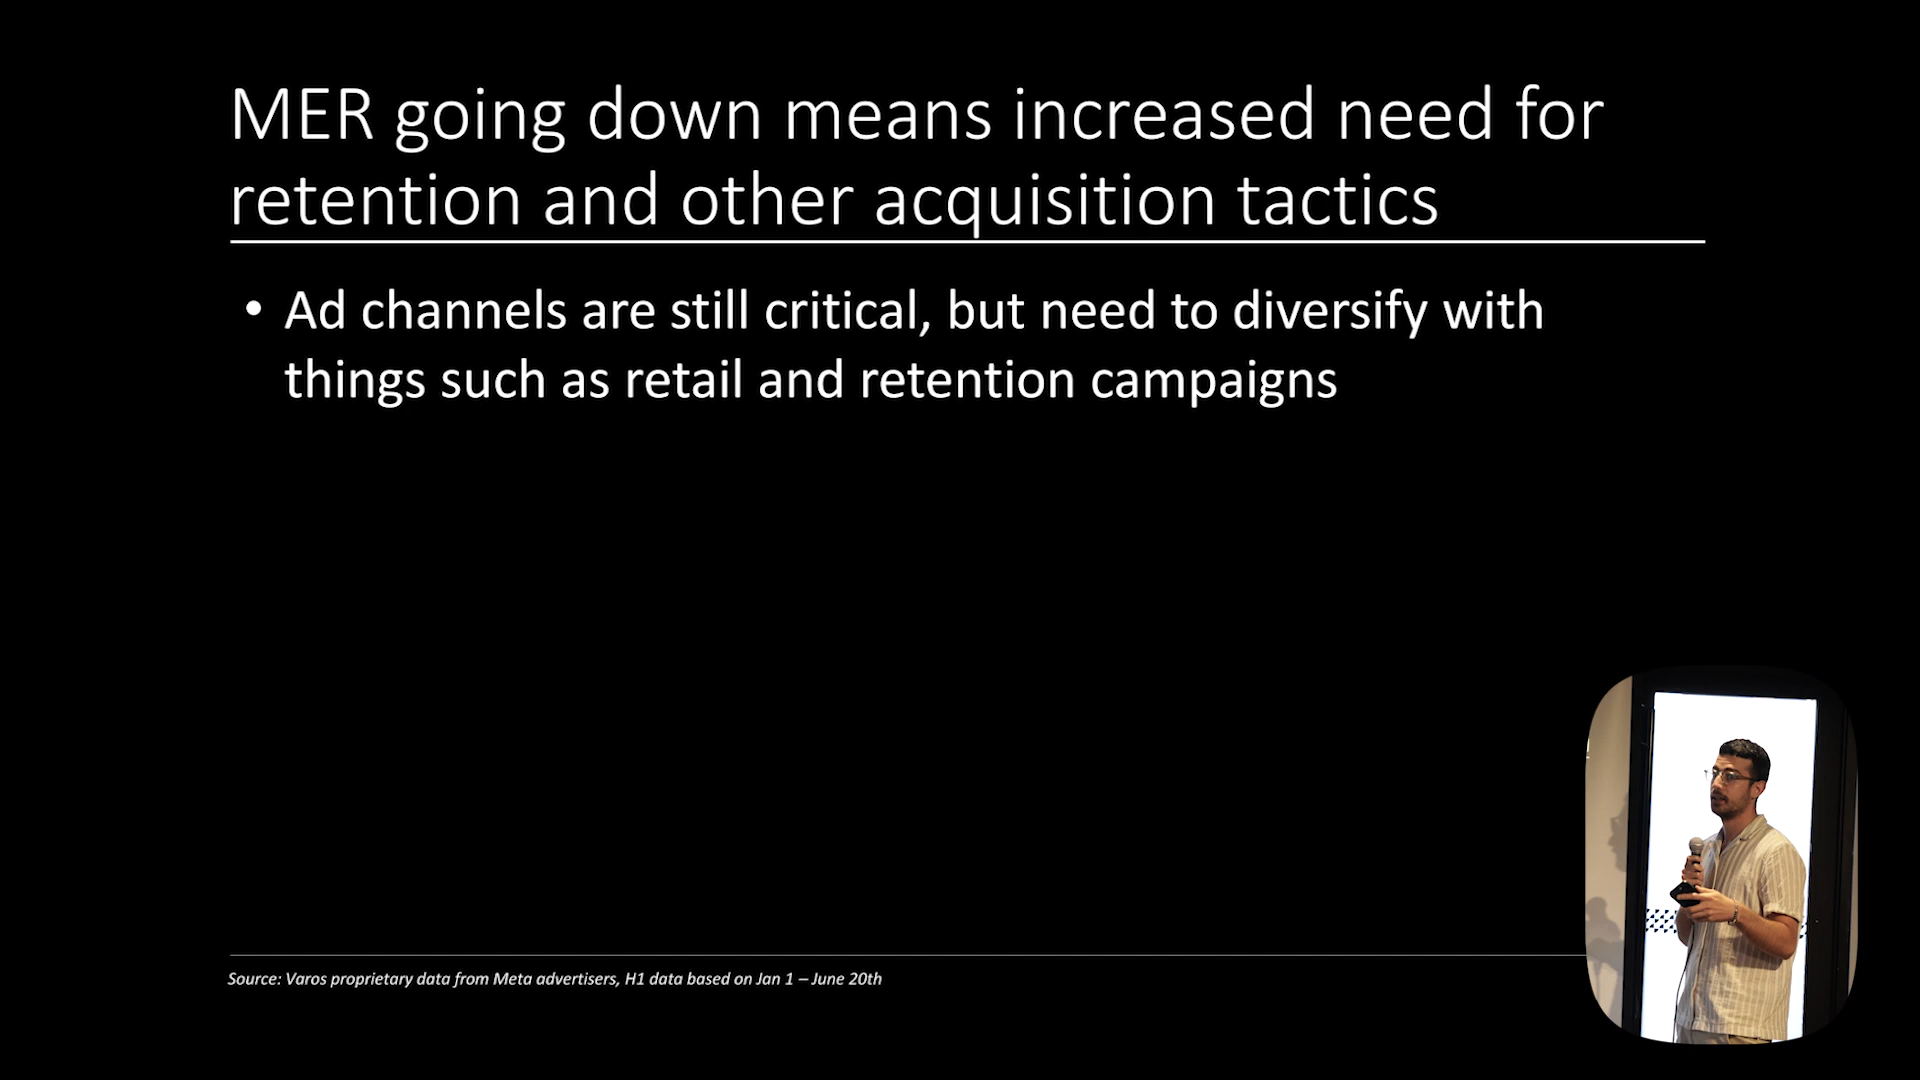 MER going down means increased need for
retention and other acquisition tactics
• Ad channels are still critical, but need to diversify with
things such as retail and retention campaigns
Source: Varos proprietary data from Meta advertisers, H1 data based on Jan 1 – June 20th